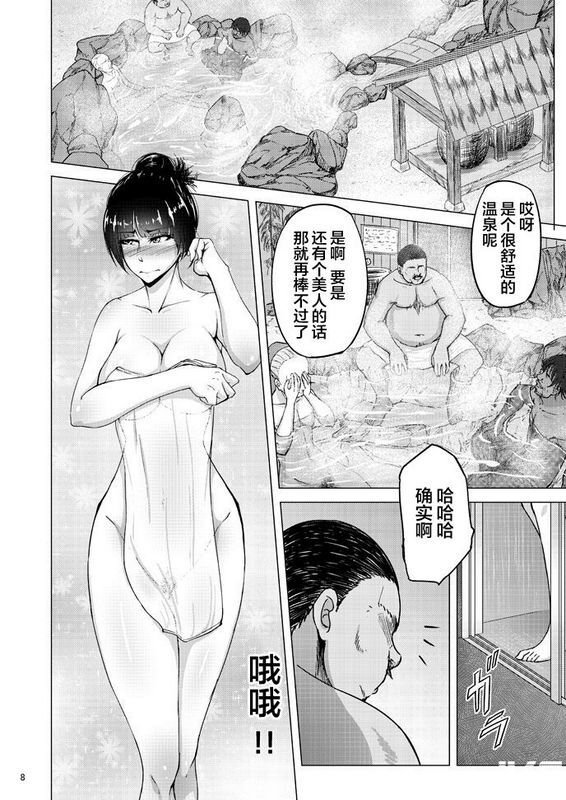 哎呀
是个很舒适的
温泉呢
是啊 要是
还有个美人的话
那就再棒不过了
哈哈哈
确实啊
ガラ
哦哦!!
8